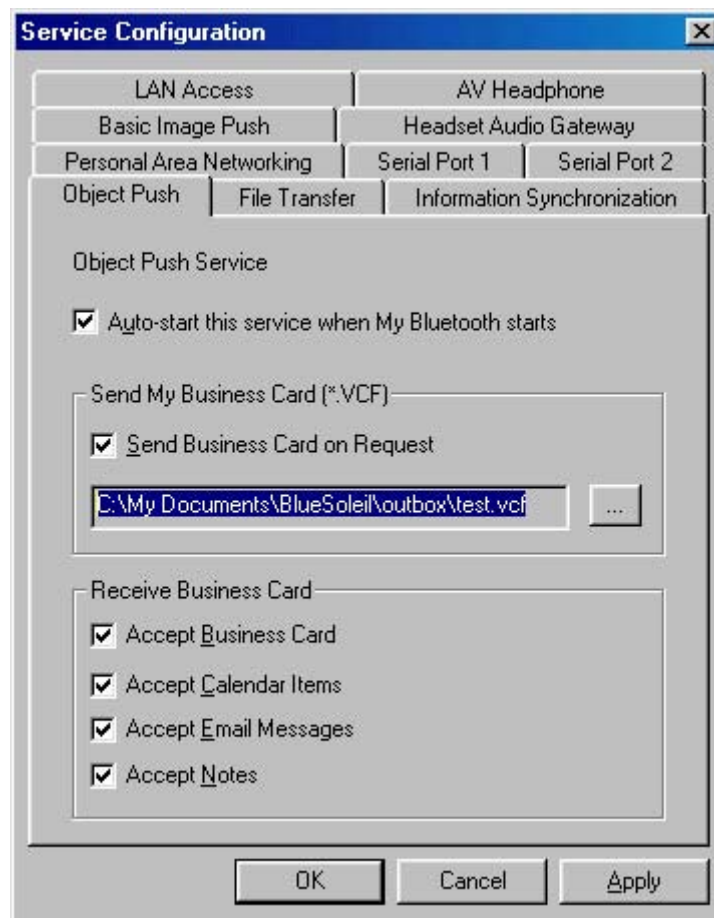 Service Configuration
LAN Access
AV Headphone
Basic Image Push
Headset Audio Gateway
Personal Area Networking
Serial Port 1
Serial Port 2
Object Push
File Transfer
Information Synchronization
Object Push Service
Auto-start this service when My Bluetooth starts
Send My Business Card (*.VCF)
Send Business Card on Request
C:\My Documents\BlueSoleil\outbox\test.vcf
...
Receive Business Card
Accept Business Card
Accept Calendar Items
Accept Email Messages
Accept Notes
OK
Cancel
Apply